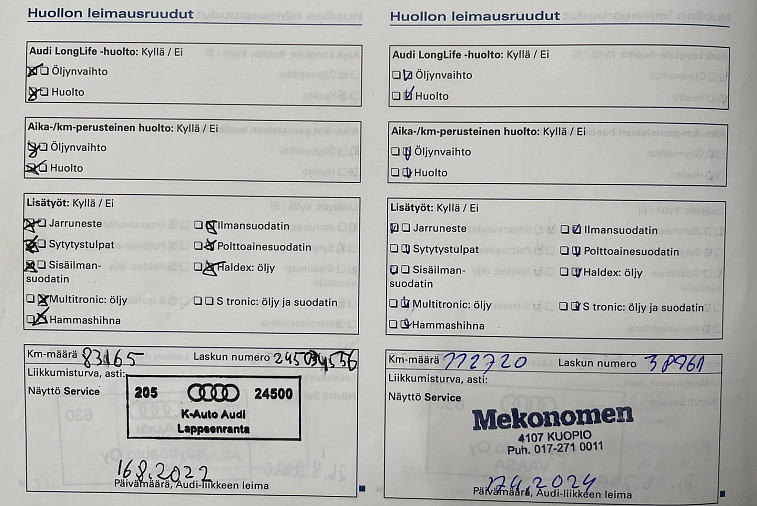 Huollon leimausruudut
Audi LongLife -huolto: Kyllä / Ei
Öljynvaihto
Huolto
Aika-/km-perusteinen huolto: Kyllä / Ei
Öljynvaihto
Huolto
Lisätyöt: Kyllä / Ei
Jarruneste
Ilmansuodatin
Sytytystulpat
Polttoainesuodatin
Sisäilman-
suodatin
Haldex: öljy
Multitronic: öljy
S tronic: öljy ja suodatin
Hammashihna
Km-määrä 83165 Laskun numero
Liikkumisturva, asti:
Näyttö Service
205 24500
K-Auto Audi
Lappeenranta
16.8.2022
Päivämäärä, Audi-liikkeen leima
Huollon leimausruudut
Audi LongLife -huolto: Kyllä / Ei
Öljynvaihto
Huolto
Aika-/km-perusteinen huolto: Kyllä / Ei
Öljynvaihto
Huolto
Lisätyöt: Kyllä / Ei
Jarruneste
Ilmansuodatin
Sytytystulpat
Polttoainesuodatin
Sisäilman-
suodatin
Haldex: öljy
Multitronic: öljy
S tronic: öljy ja suodatin
Hammashihna
Km-määrä 112720 Laskun numero 38961
Liikkumisturva, asti:
Näyttö Service
Mekonomen
4107 KUOPIO
Puh. 017-271 0011
Päivämäärä, Audi-liikkeen leima